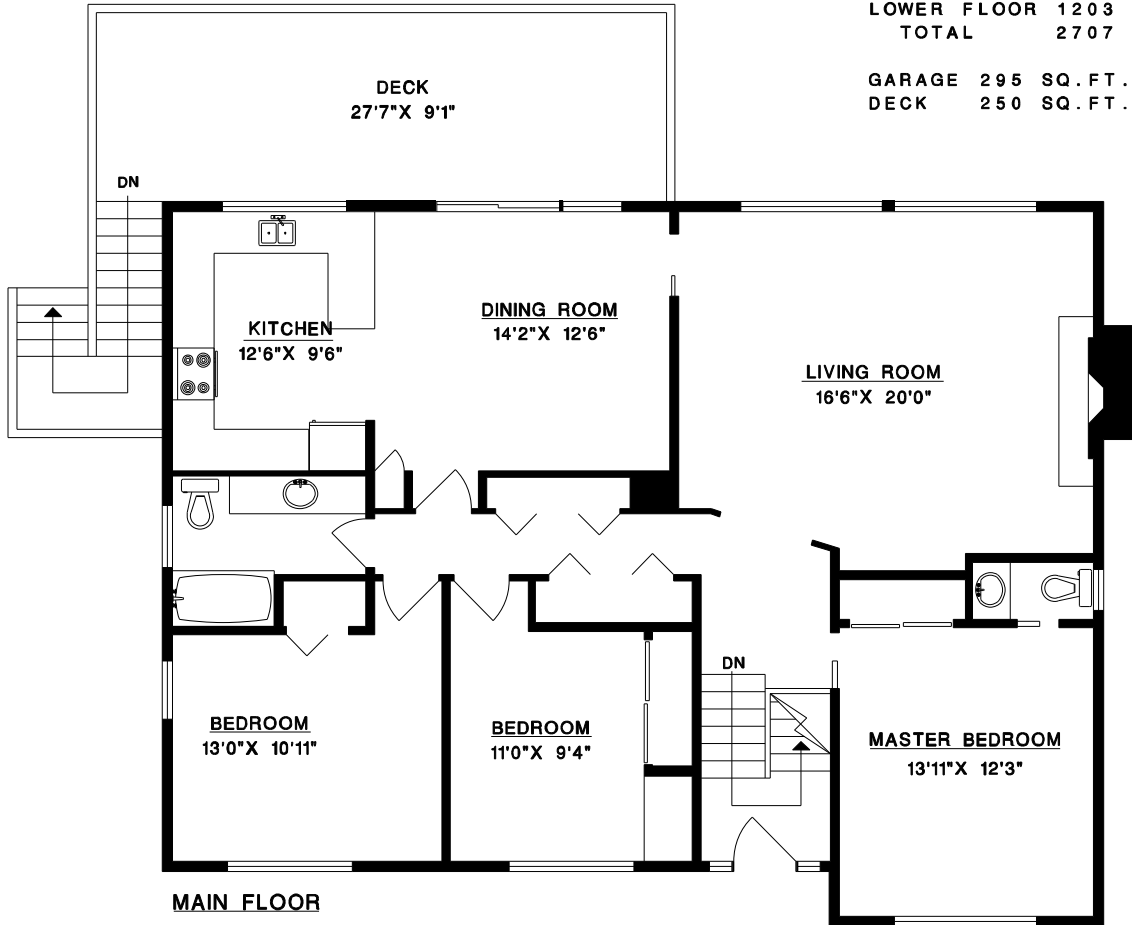 LOWER FLOOR 1203
TOTAL 2707
GARAGE 295 SQ.FT.
DECK 250 SQ.FT.
DECK
27'7"X 9'1"
DN
KITCHEN
12'6"X 9'6"
DINING ROOM
14'2"X 12'6"
LIVING ROOM
16'6"X 20'0"
DN
BEDROOM
13'0"X 10'11"
BEDROOM
11'0"X 9'4"
MASTER BEDROOM
13'11"X 12'3"
MAIN FLOOR